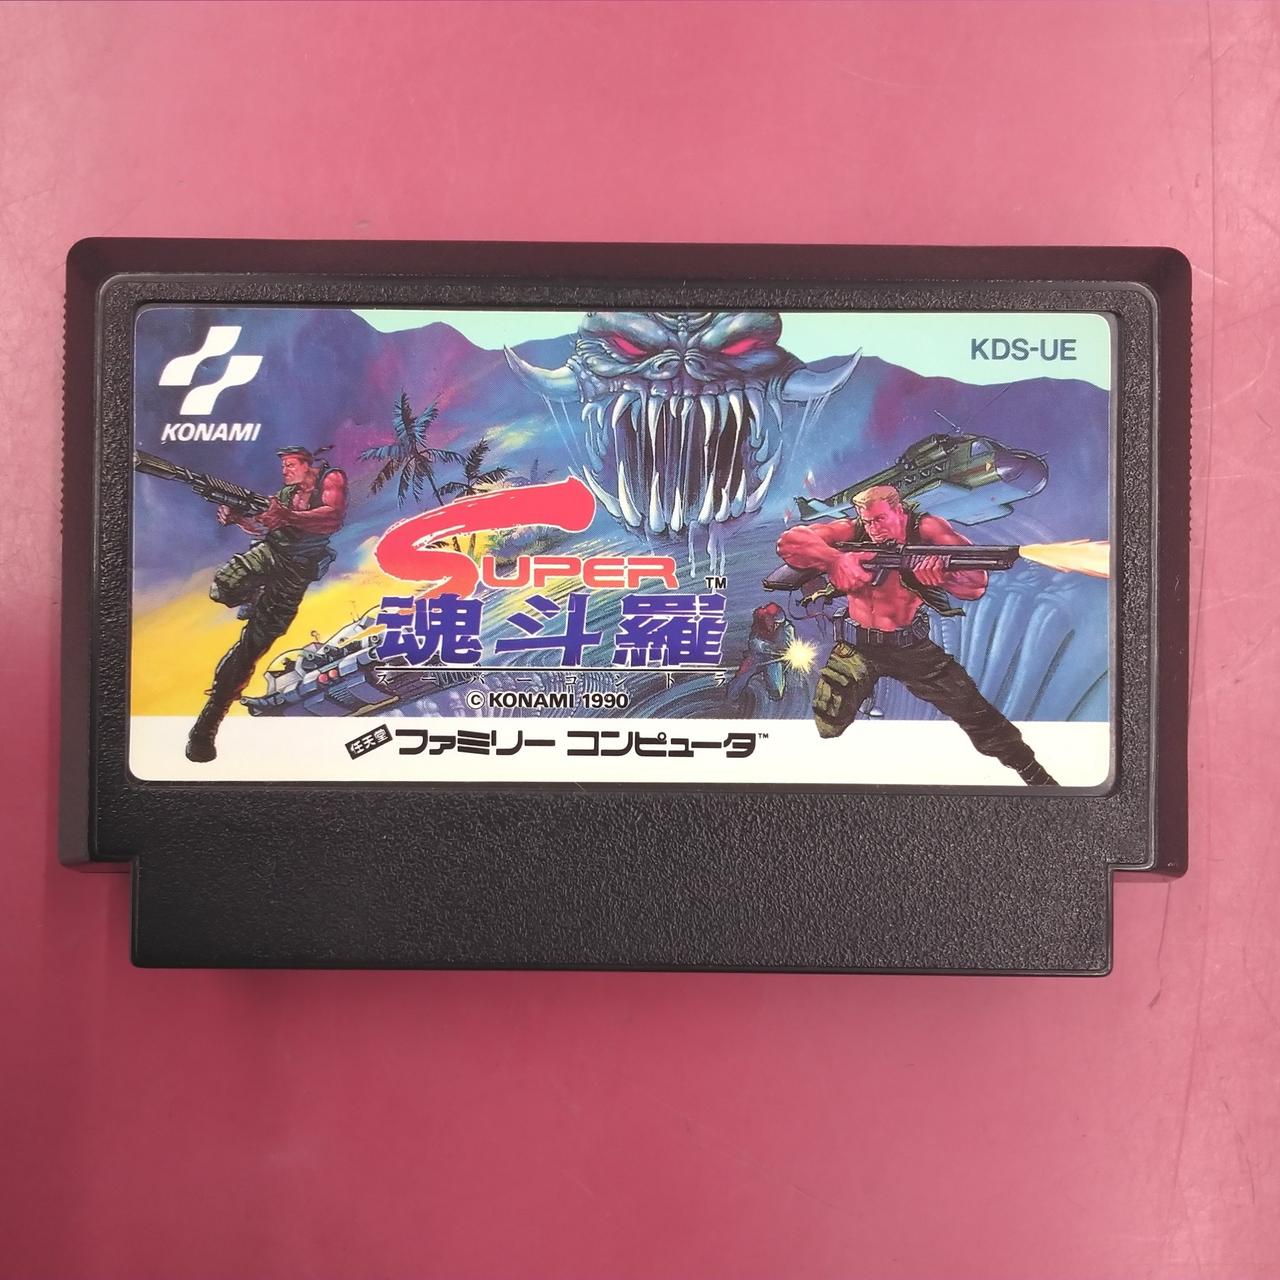 KDS-UE
KONAMI
SUPER™
魂斗羅
スーパーコントラ
©KONAMI 1990
任天堂 ファミリー コンピュータ™